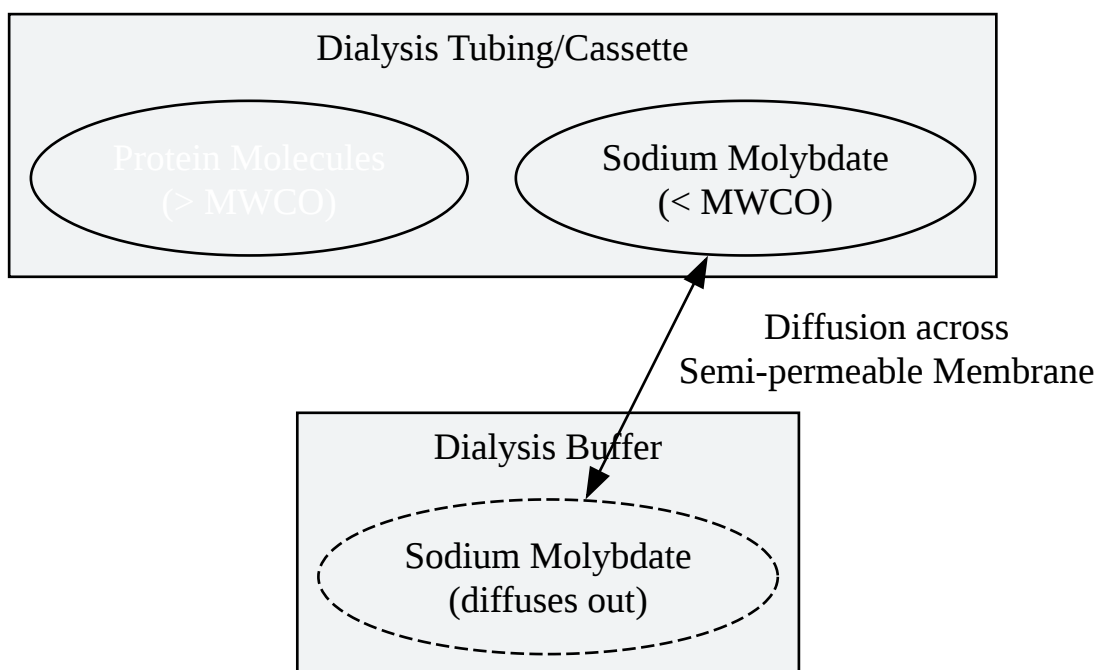 Dialysis Tubing/Cassette
Protein Molecules
(> MWCO)
Sodium Molybdate
(< MWCO)
Diffusion across
Semi-permeable Membrane
Dialysis Buffer
Sodium Molybdate
(diffuses out)